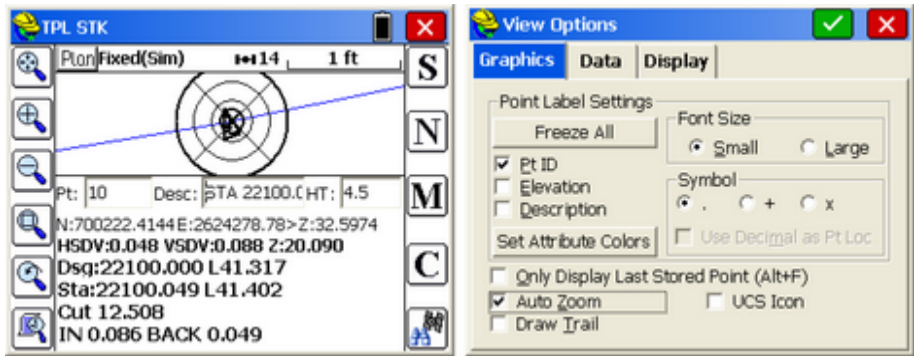 TPL STK
Plan Fixed(Sim) 14 1 ft
S
N
M
C
Pt: 10 Desc: STA 22100.( HT: 4.5
N:700222.4144 E:2624278.78> Z:32.5974
HSDV:0.048 VSDV:0.088 Z:20.090
Dsg:22100.000 L41.317
Sta:22100.049 L41.402
Cut 12.508
IN 0.086 BACK 0.049
View Options
Graphics Data Display
Point Label Settings
Freeze All
Pt ID
Elevation
Description
Set Attribute Colors
Font Size
Small Large
Symbol
. + x
Use Decimal as Pt Loc
Only Display Last Stored Point (Alt+F)
Auto Zoom UCS Icon
Draw Trail